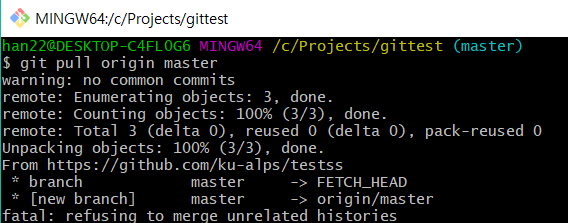 MINGW64:/c/Projects/gittest
han22@DESKTOP-C4FLOG6 MINGW64 /c/Projects/gittest (master)
$ git pull origin master
warning: no common commits
remote: Enumerating objects: 3, done.
remote: Counting objects: 100% (3/3), done.
remote: Total 3 (delta 0), reused 0 (delta 0), pack-reused 0
Unpacking objects: 100% (3/3), done.
From https://github.com/ku-alps/testss
 * branch            master     -> FETCH_HEAD
 * [new branch]      master     -> origin/master
fatal: refusing to merge unrelated histories